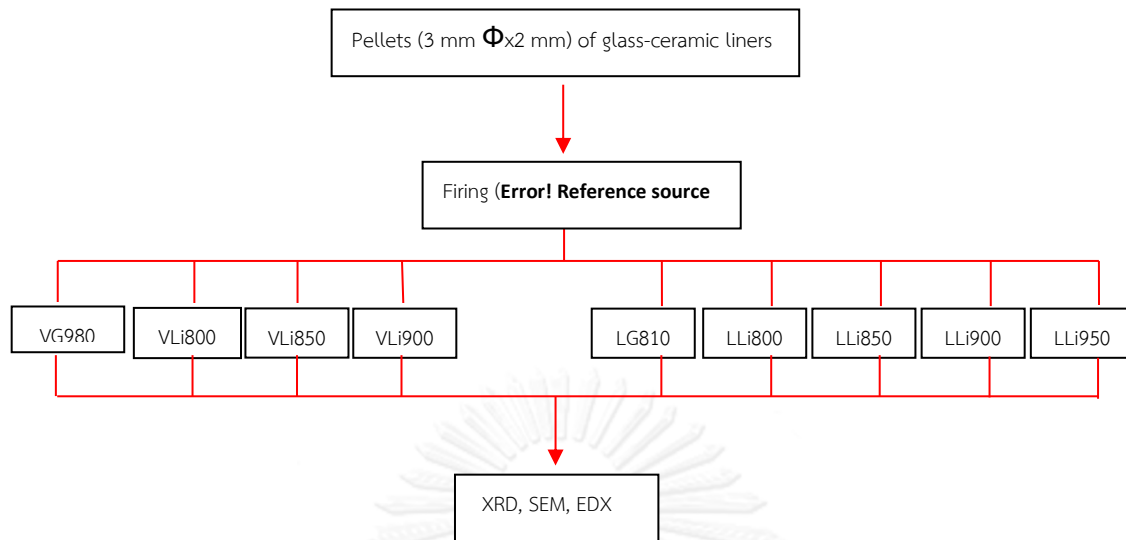 Pellets (3 mm Φx2 mm) of glass-ceramic liners
Firing (Error! Reference source
VG980 VLi800 VLi850 VLi900 LG810 LLi800 LLi850 LLi900 LLi950
XRD, SEM, EDX